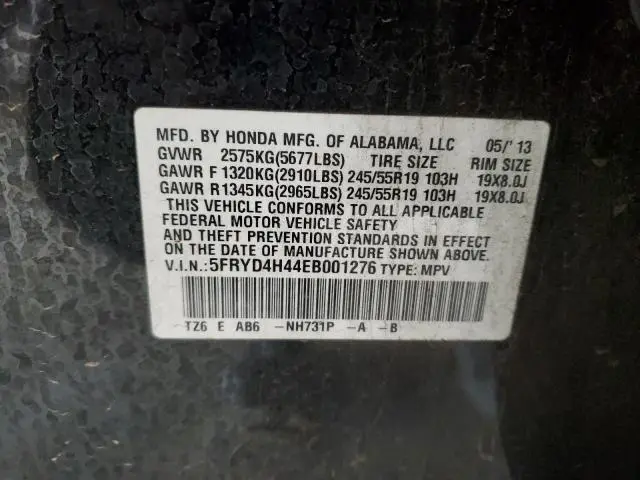 MFD. BY HONDA MFG. OF ALABAMA, LLC 05/'13
GVWR 2575KG(5677LBS) TIRE SIZE RIM SIZE
GAWR F 1320KG(2910LBS) 245/55R19 103H 19X8.0J
GAWR R 1345KG(2965LBS) 245/55R19 103H 19X8.0J
THIS VEHICLE CONFORMS TO ALL APPLICABLE
FEDERAL MOTOR VEHICLE SAFETY
AND THEFT PREVENTION STANDARDS IN EFFECT
ON THE DATE OF MANUFACTURE SHOWN ABOVE.
V.I.N.:5FRYD4H44EB001276 TYPE: MPV
TZ6 E AB6 -NH731P -A -B